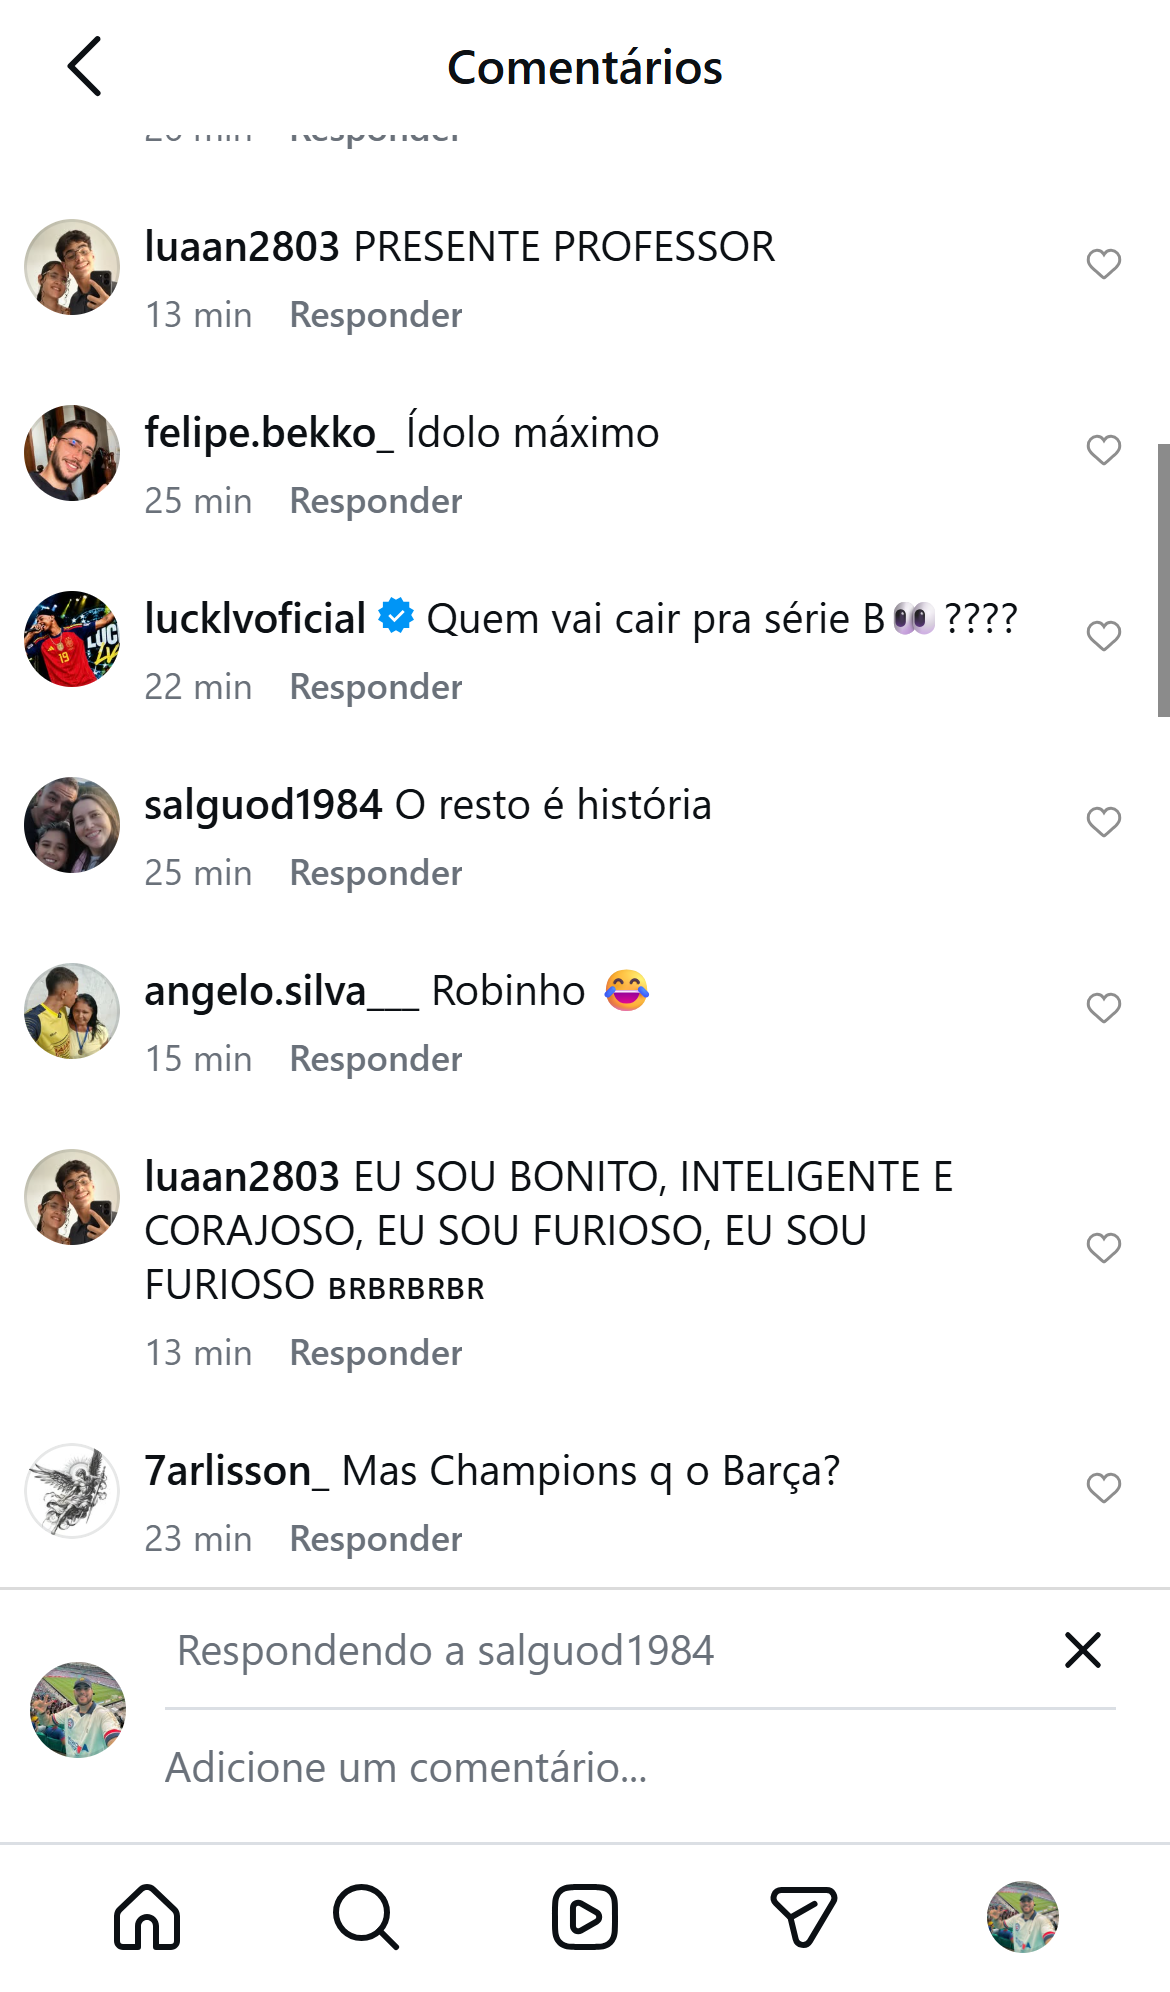 Comentários
luaan2803 PRESENTE PROFESSOR
13 min Responder
felipe.bekko_ Ídolo máximo
25 min Responder
lucklvoficial Quem vai cair pra série B👀????
22 min Responder
salguod1984 O resto é história
25 min Responder
angelo.silva___ Robinho 😂
15 min Responder
luaan2803 EU SOU BONITO, INTELIGENTE E
CORAJOSO, EU SOU FURIOSO, EU SOU
FURIOSO ʙʀʙʀʙʀʙʀ
13 min Responder
7arlisson_ Mas Champions q o Barça?
23 min Responder
Respondendo a salguod1984
Adicione um comentário...